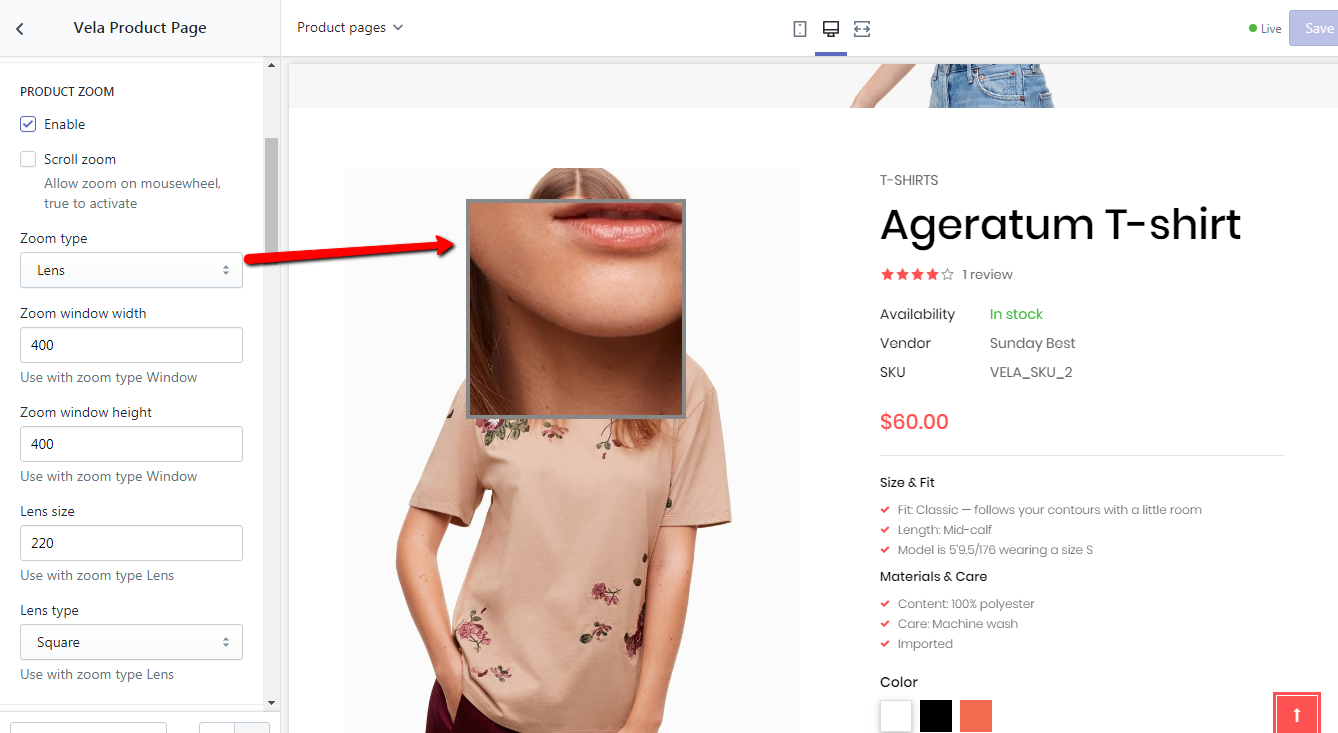 Vela Product Page
Product pages
Live
Save
PRODUCT ZOOM
Enable
Scroll zoom
Allow zoom on mousewheel,
true to activate
Zoom type
Lens
Zoom window width
400
Use with zoom type Window
Zoom window height
400
Use with zoom type Window
Lens size
220
Use with zoom type Lens
Lens type
Square
Use with zoom type Lens
T-SHIRTS
Ageratum T-shirt
1 review
Availability In stock
Vendor Sunday Best
SKU VELA_SKU_2
$60.00
Size & Fit
Fit: Classic — follows your contours with a little room
Length: Mid-calf
Model is 5'9.5/176 wearing a size S
Materials & Care
Content: 100% polyester
Care: Machine wash
Imported
Color